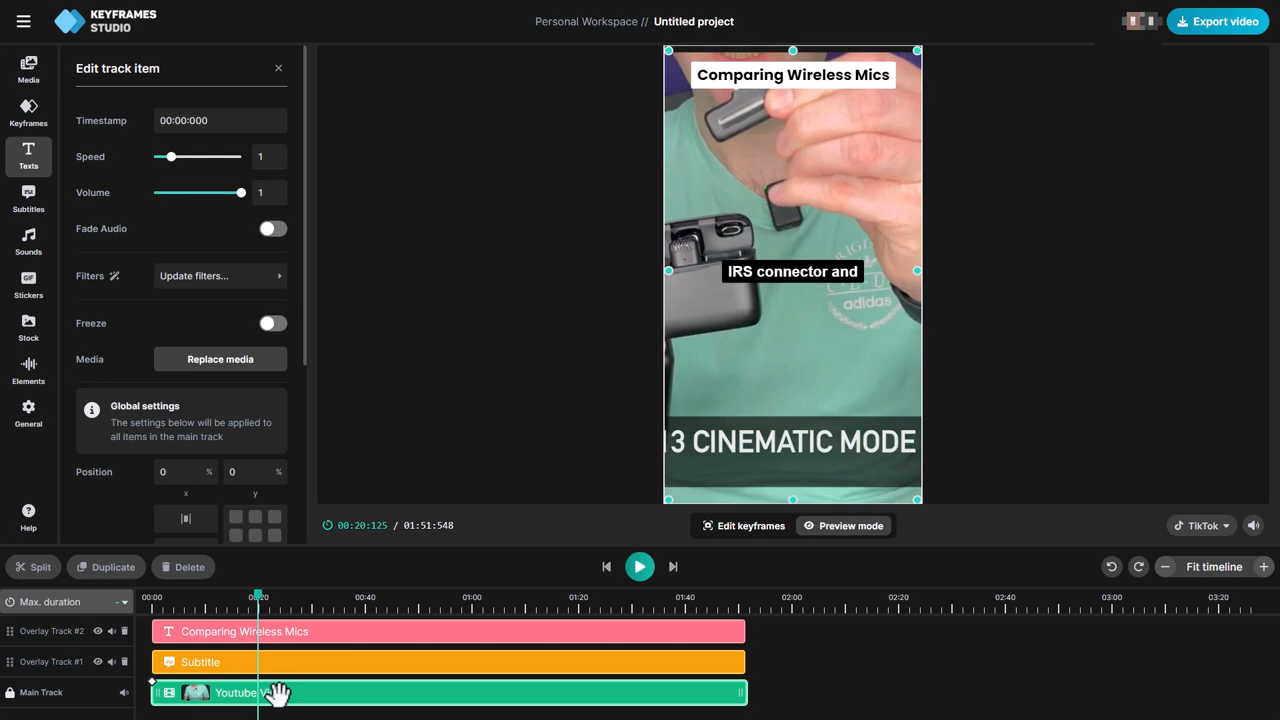 KEYFRAMES
STUDIO
Personal Workspace // Untitled project
Export video
Media
Keyframes
Texts
Subtitles
Sounds
Stickers
Stock
Elements
General
Help
GIF
Edit track item
Timestamp 00:00:000
Speed 1
Volume 1
Fade Audio
Filters Update filters...
Freeze
Media Replace media
Global settings
The settings below will be applied to
all items in the main track
Position 0 % 0 %
x y
Comparing Wireless Mics
IRS connector and
ORIGINAL
CLU
adidas
13 CINEMATIC MODE
00:20:125 / 01:51:548
Edit keyframes
Preview mode
TikTok
Split
Duplicate
Delete
Fit timeline
Max. duration
00:00 00:20 00:40 01:00 01:20 01:40 02:00 02:20 02:40 03:00 03:20
Overlay Track #2
Comparing Wireless Mics
Overlay Track #1
Subtitle
Main Track
Youtube V